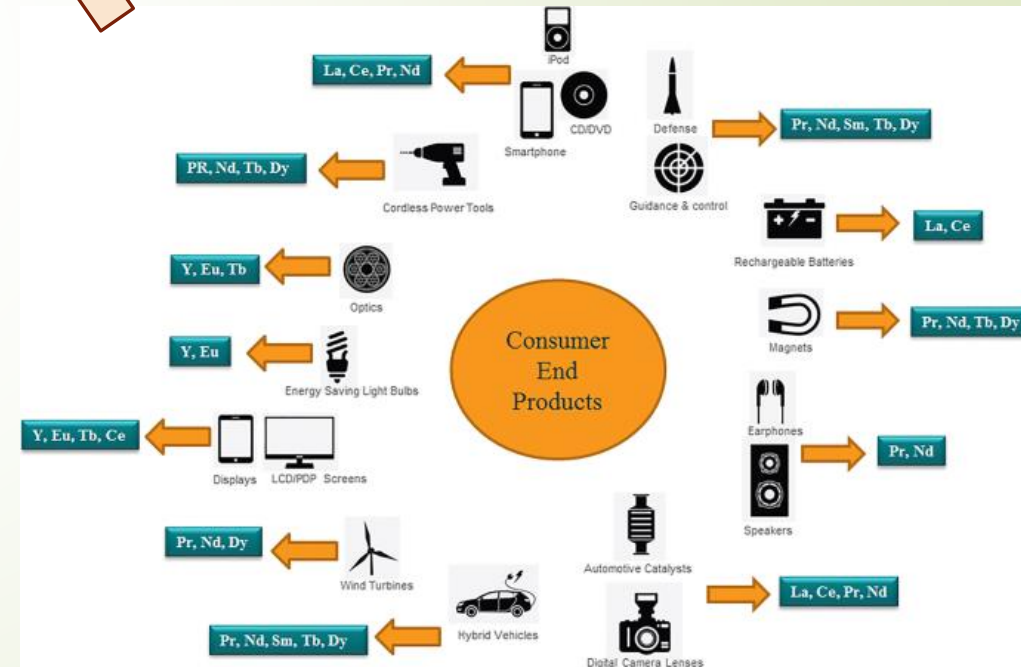 iPod
La, Ce, Pr, Nd
CD/DVD
Smartphone
Defense
Pr, Nd, Sm, Tb, Dy
Guidance & control
PR, Nd, Tb, Dy
Cordless Power Tools
La, Ce
Rechargeable Batteries
Y, Eu, Tb
Optics
Pr, Nd, Tb, Dy
Magnets
Consumer
End
Products
Y, Eu
Energy Saving Light Bulbs
Earphones
Pr, Nd
Speakers
Y, Eu, Tb, Ce
Displays
LCD/PDP Screens
Pr, Nd, Dy
Wind Turbines
Automotive Catalysts
La, Ce, Pr, Nd
Digital Camera Lenses
Hybrid Vehicles
Pr, Nd, Sm, Tb, Dy